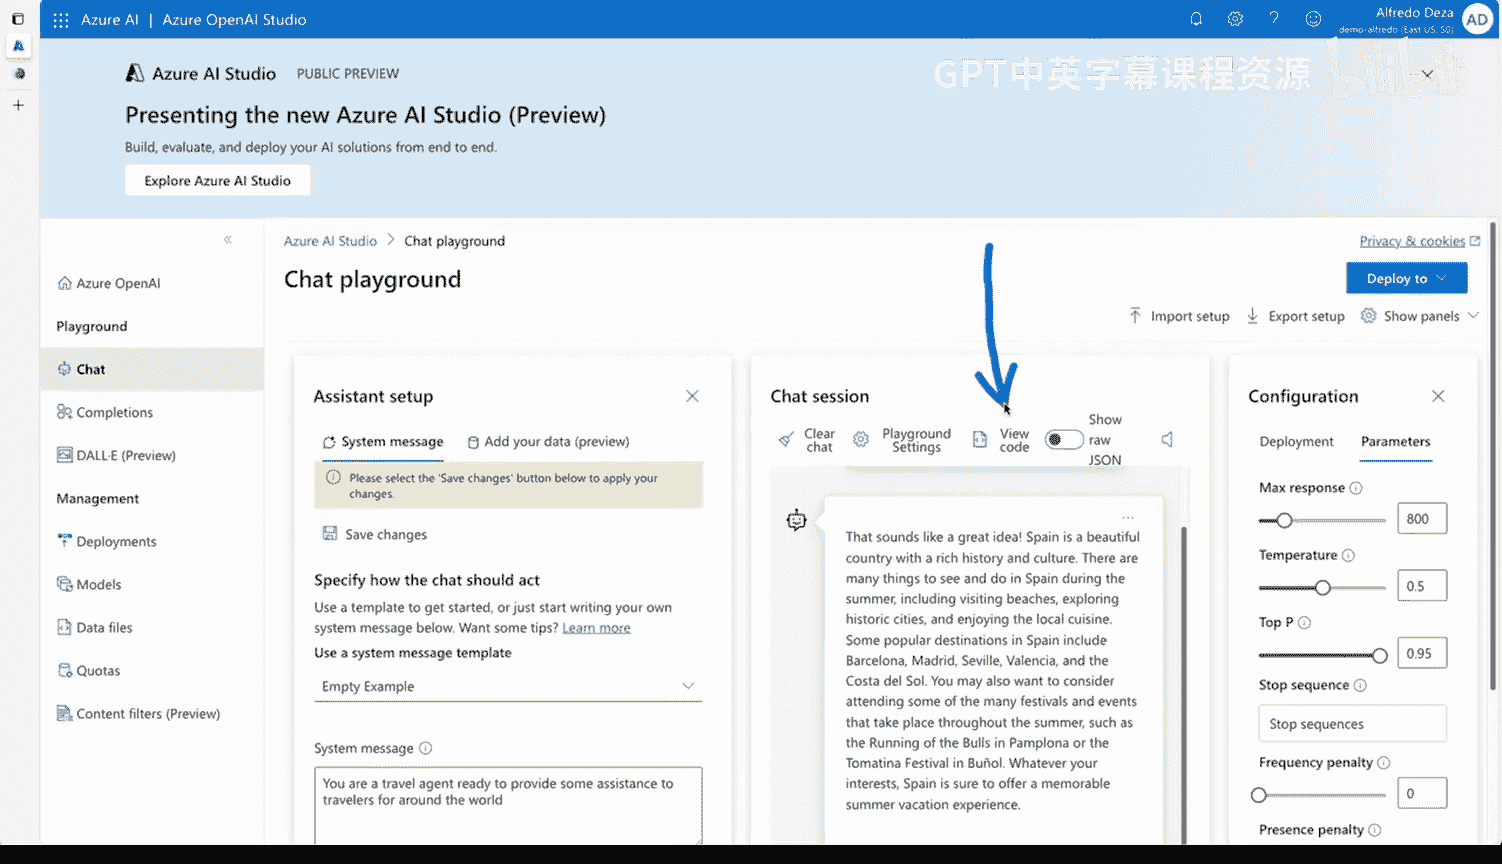 Azure AI | Azure OpenAI Studio
Alfredo Deza
demo-alfredo (East US, S0)
AD
GPT中英字幕课程资源
Azure AI Studio PUBLIC PREVIEW
Presenting the new Azure AI Studio (Preview)
Build, evaluate, and deploy your AI solutions from end to end.
Explore Azure AI Studio
Azure AI Studio > Chat playground
Privacy & cookies
Chat playground
Deploy to
Import setup
Export setup
Show panels
Azure OpenAI
Playground
Chat
Completions
DALL·E (Preview)
Management
Deployments
Models
Data files
Quotas
Content filters (Preview)
Assistant setup
System message
Add your data (preview)
Please select the 'Save changes' button below to apply your
changes.
Save changes
Specify how the chat should act
Use a template to get started, or just start writing your own
system message below. Want some tips? Learn more
Use a system message template
Empty Example
System message
You are a travel agent ready to provide some assistance to
travelers for around the world
Chat session
Clear
chat
Playground
Settings
View
code
Show
raw
JSON
That sounds like a great idea! Spain is a beautiful
country with a rich history and culture. There are
many things to see and do in Spain during the
summer, including visiting beaches, exploring
historic cities, and enjoying the local cuisine.
Some popular destinations in Spain include
Barcelona, Madrid, Seville, Valencia, and the
Costa del Sol. You may also want to consider
attending some of the many festivals and events
that take place throughout the summer, such as
the Running of the Bulls in Pamplona or the
Tomatina Festival in Buñol. Whatever your
interests, Spain is sure to offer a memorable
summer vacation experience.
Configuration
Deployment
Parameters
Max response
800
Temperature
0.5
Top P
0.95
Stop sequence
Stop sequences
Frequency penalty
0
Presence penalty